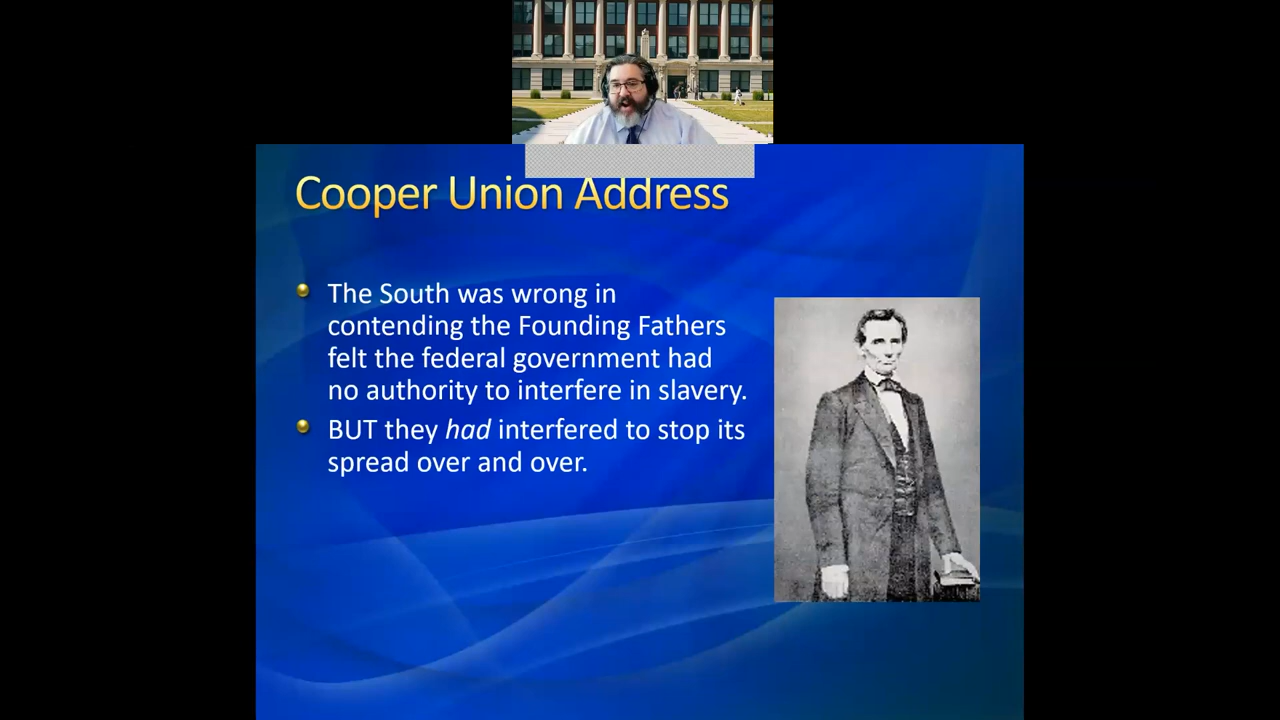 Cooper Union Address
The South was wrong in
contending the Founding Fathers
felt the federal government had
no authority to interfere in slavery.
BUT they had interfered to stop its
spread over and over.